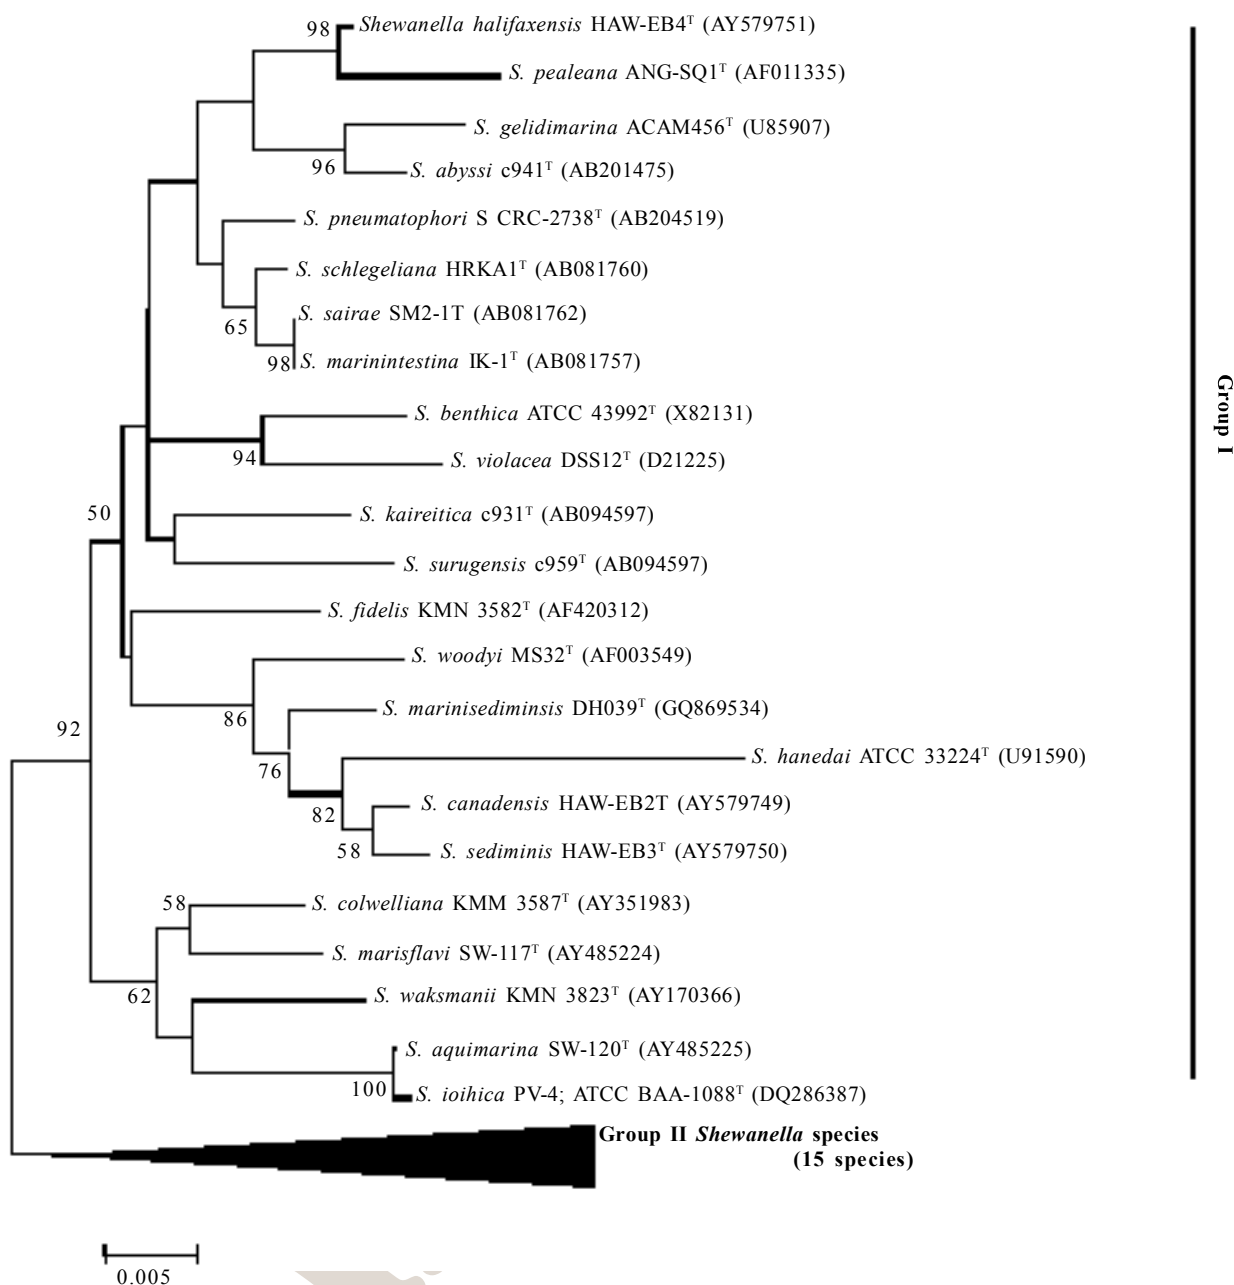 98
Shewanella halifaxensis HAW-EB4ᵀ (AY579751)
S. pealeana ANG-SQ1ᵀ (AF011335)
S. gelidimarina ACAM456ᵀ (U85907)
96
S. abyssi c941ᵀ (AB201475)
S. pneumatophori S CRC-2738ᵀ (AB204519)
S. schlegeliana HRKA1ᵀ (AB081760)
65
S. sairae SM2-1T (AB081762)
98
S. marinintestina IK-1ᵀ (AB081757)
S. benthica ATCC 43992ᵀ (X82131)
94
S. violacea DSS12ᵀ (D21225)
50
S. kaireitica c931ᵀ (AB094597)
S. surugensis c959ᵀ (AB094597)
S. fidelis KMN 3582ᵀ (AF420312)
S. woodyi MS32ᵀ (AF003549)
86
S. marinisediminsis DH039ᵀ (GQ869534)
92
76
S. hanedai ATCC 33224ᵀ (U91590)
82
S. canadensis HAW-EB2T (AY579749)
58
S. sediminis HAW-EB3ᵀ (AY579750)
58
S. colwelliana KMM 3587ᵀ (AY351983)
S. marisflavi SW-117ᵀ (AY485224)
62
S. waksmanii KMN 3823ᵀ (AY170366)
S. aquimarina SW-120ᵀ (AY485225)
100
S. ioihica PV-4; ATCC BAA-1088ᵀ (DQ286387)
Group I
Group II Shewanella species
(15 species)
0.005